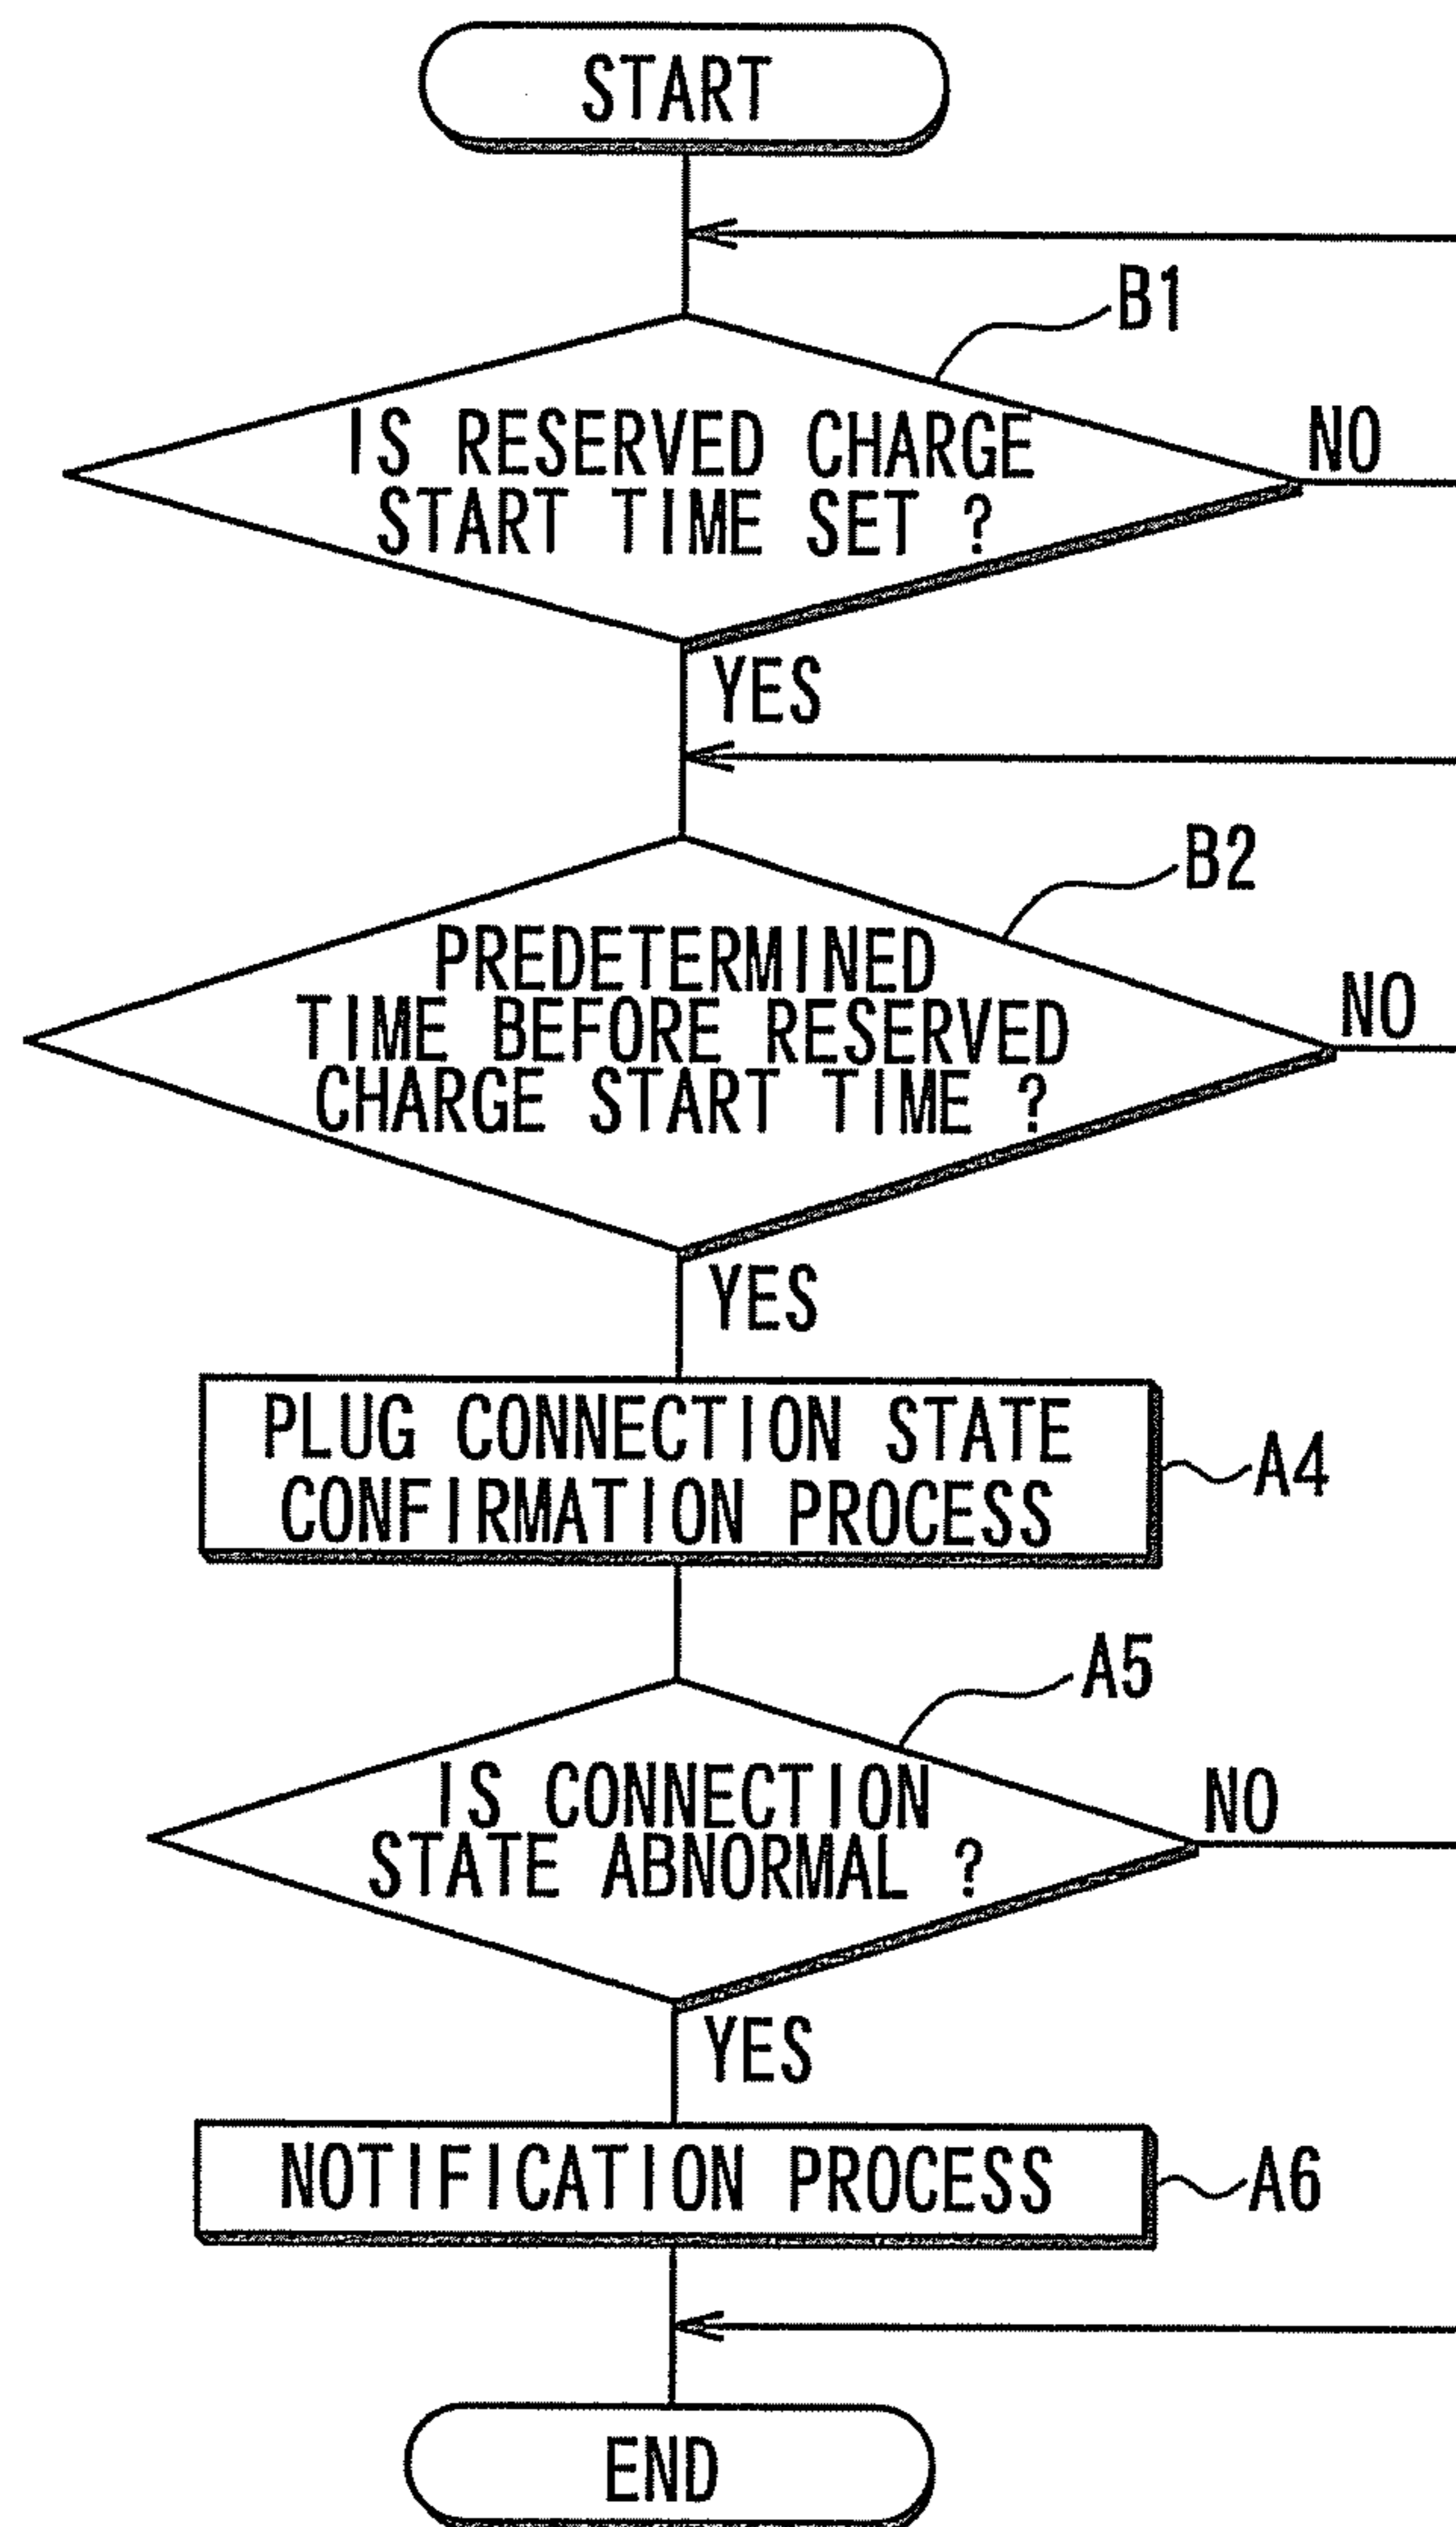 START
B1
IS RESERVED CHARGE
START TIME SET ?
NO
YES
B2
PREDETERMINED
TIME BEFORE RESERVED
CHARGE START TIME ?
NO
YES
PLUG CONNECTION STATE
CONFIRMATION PROCESS
A4
A5
IS CONNECTION
STATE ABNORMAL ?
NO
YES
NOTIFICATION PROCESS
A6
END